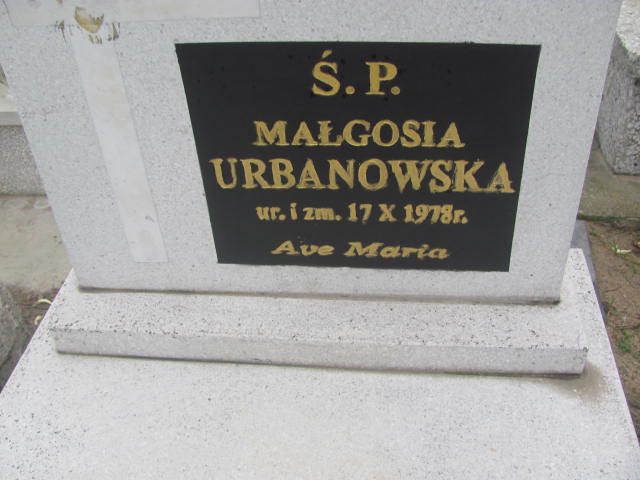 Ś. P.
MAŁGOSIA
URBANOWSKA
ur. i zm. 17 X 1978r.
Ave Maria